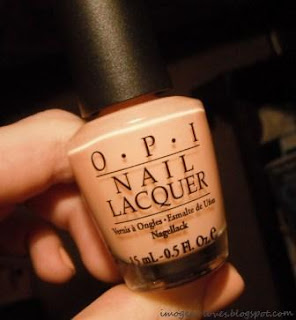 O·P·I
NAIL
LACQUER
Vernis à Ongles - Esmalte de Uñas
Nagellack
15 mL - 0.5 Fl. Oz. ℮